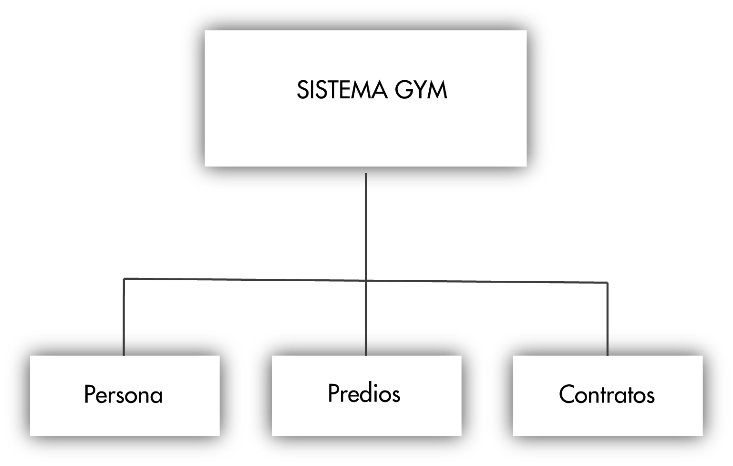 SISTEMA GYM
Persona
Predios
Contratos